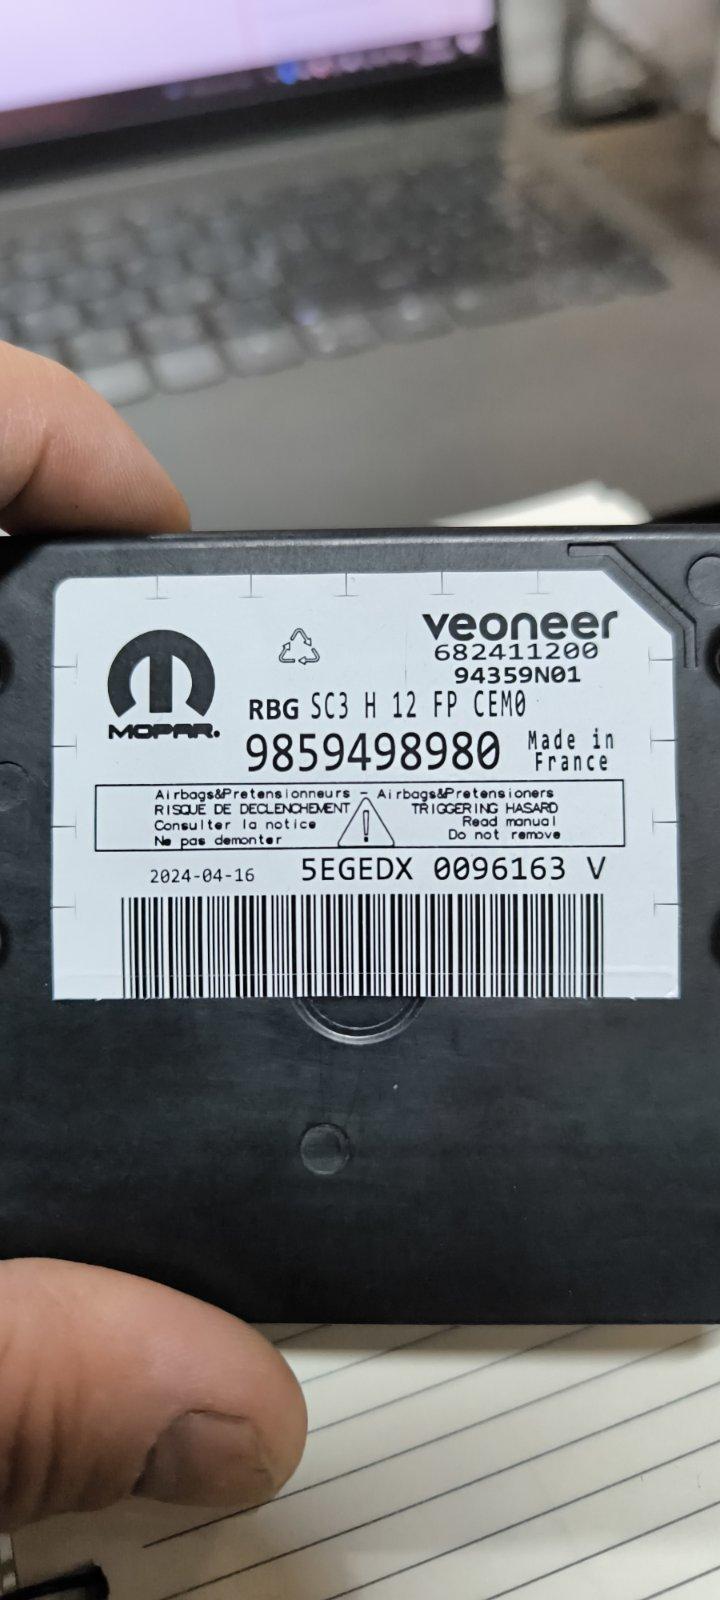 MOPAR.
veoneer
682411200
94359N01
RBG SC3 H 12 FP CEM0
9859498980
Made in
France
Airbags&Pretensionneurs – Airbags&Pretensioners
RISQUE DE DECLENCHEMENT TRIGGERING HASARD
Consulter la notice Read manual
Ne pas demonter Do not remove
2024-04-16 5EGEDX 0096163 V